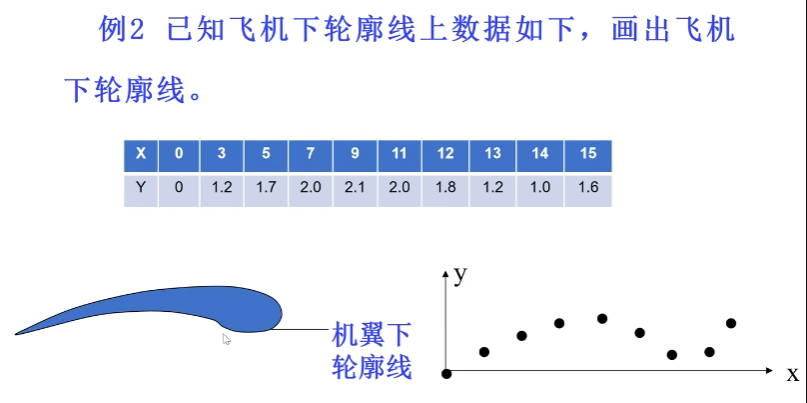 例2 已知飞机下轮廓线上数据如下，画出飞机
下轮廓线。
X 0 3 5 7 9 11 12 13 14 15
Y 0 1.2 1.7 2.0 2.1 2.0 1.8 1.2 1.0 1.6
机翼下
轮廓线
y
x